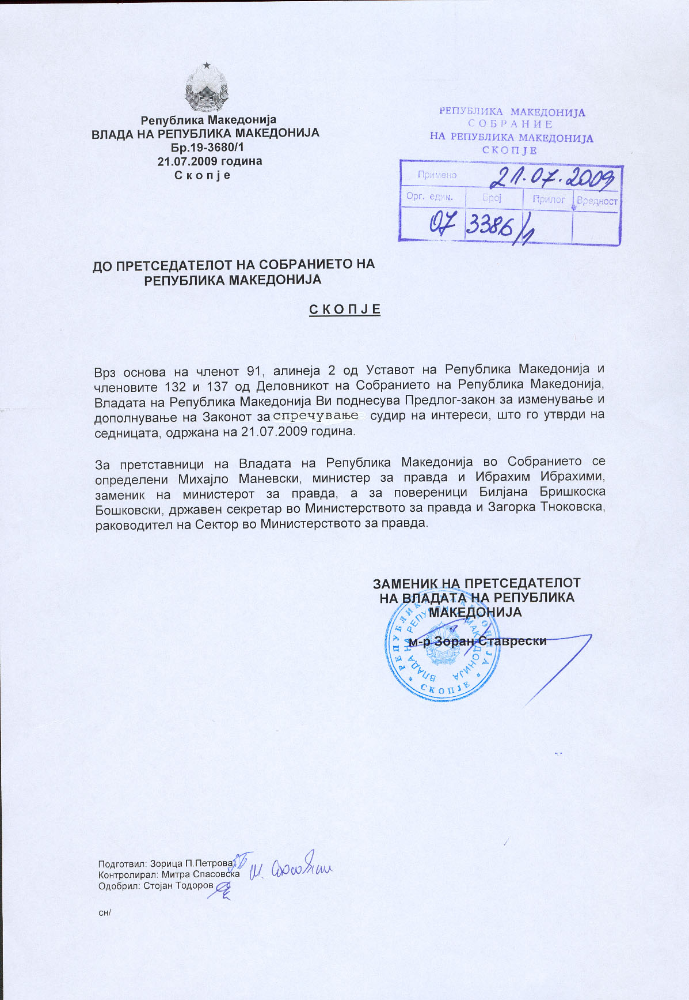 Република Македонија
ВЛАДА НА РЕПУБЛИКА МАКЕДОНИЈА
Бр.19-3680/1
21.07.2009 година
С к о п ј е
РЕПУБЛИКА МАКЕДОНИЈА
СОБРАНИЕ
НА РЕПУБЛИКА МАКЕДОНИЈА
СКОПЈЕ
Примено 21.07.2009
Орг. един. Број Прилог Вредност
07 3386/1
ДО ПРЕТСЕДАТЕЛОТ НА СОБРАНИЕТО НА
РЕПУБЛИКА МАКЕДОНИЈА
С К О П Ј Е
Врз основа на членот 91, алинеја 2 од Уставот на Република Македонија и
членовите 132 и 137 од Деловникот на Собранието на Република Македонија,
Владата на Република Македонија Ви поднесува Предлог-закон за изменување и
дополнување на Законот за спречување судир на интереси, што го утврди на
седницата, одржана на 21.07.2009 година.
За претставници на Владата на Република Македонија во Собранието се
определени Михајло Маневски, министер за правда и Ибрахим Ибрахими,
заменик на министерот за правда, а за повереници Билјана Бришкоска
Бошковски, државен секретар во Министерството за правда и Загорка Тноковска,
раководител на Сектор во Министерството за правда.
ЗАМЕНИК НА ПРЕТСЕДАТЕЛОТ
НА ВЛАДАТА НА РЕПУБЛИКА
МАКЕДОНИЈА
м-р Зоран Ставрески
РЕПУБЛИКА МАКЕДОНИЈА
ВЛАДА НА РЕПУБЛИКА МАКЕДОНИЈА
* СКОПЈЕ *
Подготвил: Зорица П.Петрова
Контролирал: Митра Спасовска
Одобрил: Стојан Тодоров
сн/